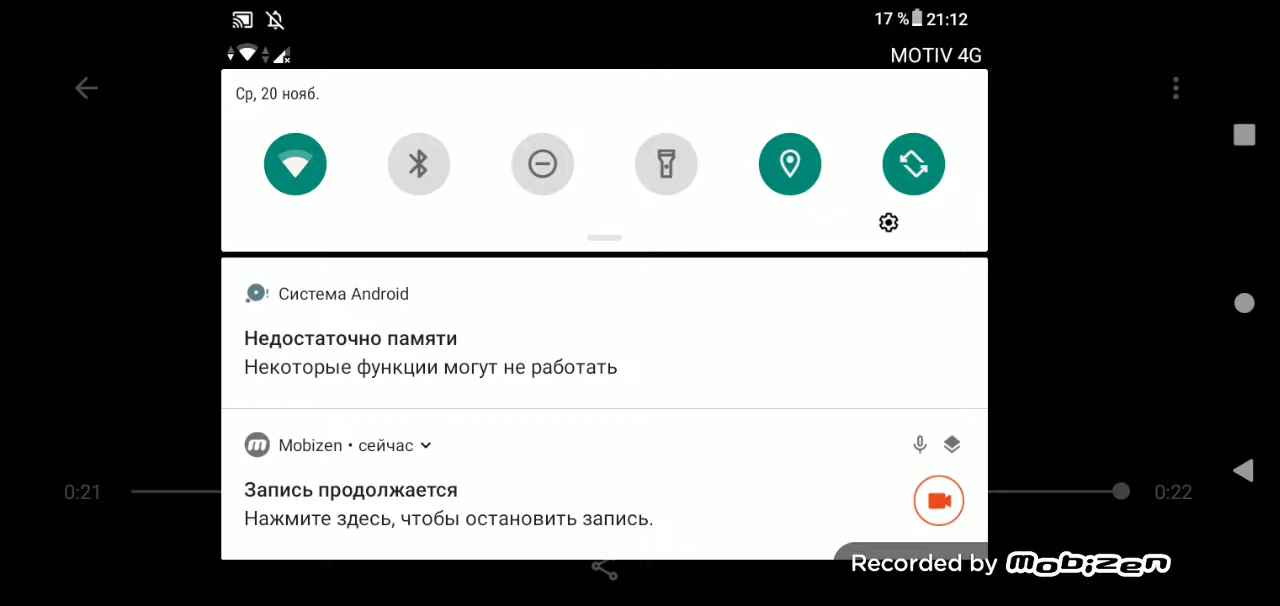 17 % 21:12
MOTIV 4G
Ср, 20 нояб.
Система Android
Недостаточно памяти
Некоторые функции могут не работать
Mobizen • сейчас
Запись продолжается
0:21
0:22
Нажмите здесь, чтобы остановить запись.
Recorded by mobizen